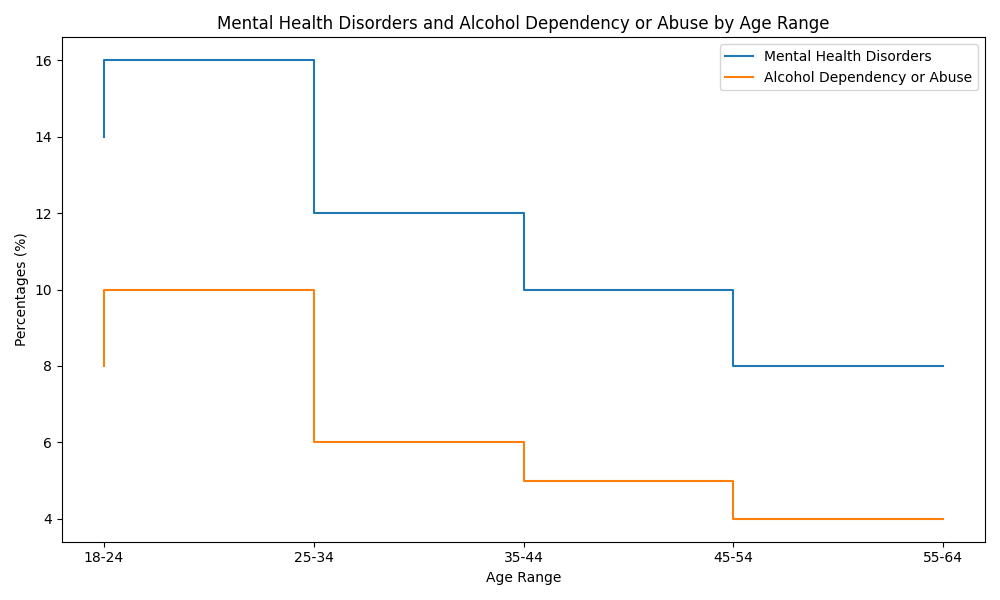 Mental Health Disorders and Alcohol Dependency or Abuse by Age Range
Mental Health Disorders
Alcohol Dependency or Abuse
Percentages (%)
16
14
12
10
8
6
4
18-24 25-34 35-44 45-54 55-64
Age Range